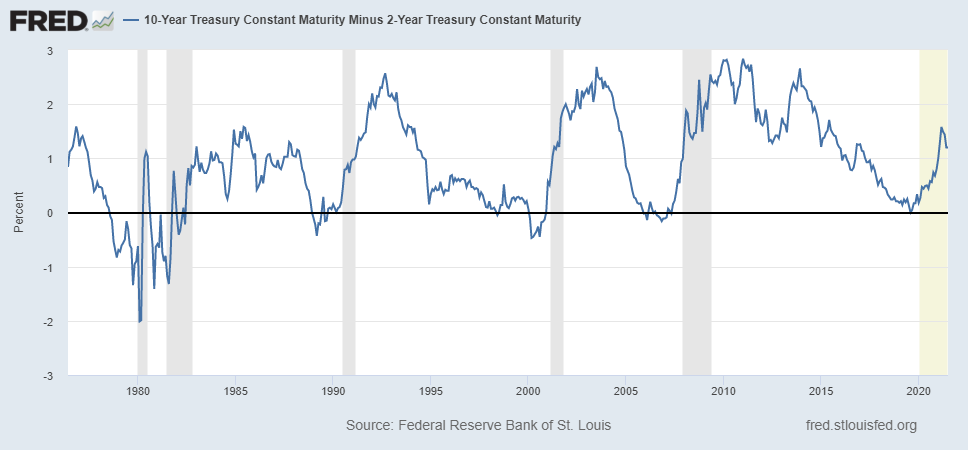 FRED
10-Year Treasury Constant Maturity Minus 2-Year Treasury Constant Maturity
Percent
3
2
1
0
-1
-2
-3
1980 1985 1990 1995 2000 2005 2010 2015 2020
Source: Federal Reserve Bank of St. Louis
fred.stlouisfed.org